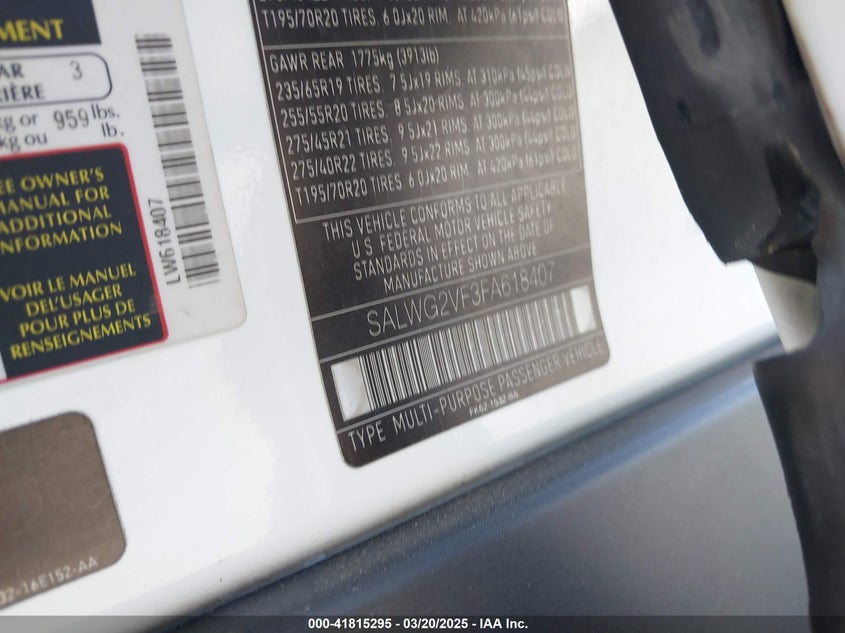 EMENT
AR 3
RIÈRE
kg or 959 lbs.
kg ou lb.
EE OWNER'S
MANUAL FOR
ADDITIONAL
INFORMATION
VOIR LE MANUEL
DEL'USAGER
POUR PLUS DE
RENSEIGNEMENTS
LW618407
32-16E152-AA
T195/70R20 TIRES. 6 0Jx20 RIM. AT 420kPa (61psi) COLD
GAWR REAR 1775kg (3913lb)
235/65R19 TIRES. 7 5Jx19 RIMS AT 310kPa (45psi) COLD
255/55R20 TIRES. 8 5Jx20 RIMS AT 300kPa (44psi) COLD
275/45R21 TIRES. 9 5Jx21 RIMS AT 300kPa (44psi) COLD
275/40R22 TIRES. 9 5Jx22 RIMS AT 300kPa (44psi) COLD
T195/70R20 TIRES. 6 0Jx20 RIM. AT 420kPa (61psi) COLD
THIS VEHICLE CONFORMS TO ALL APPLICABLE
U.S. FEDERAL MOTOR VEHICLE SAFETY
STANDARDS IN EFFECT ON THE DATE OF
MANUFACTURE SHOWN ABOVE
SALWG2VF3FA618407
TYPE MULTI-PURPOSE PASSENGER VEHICLE
000-41815295 - 03/20/2025 - IAA Inc.